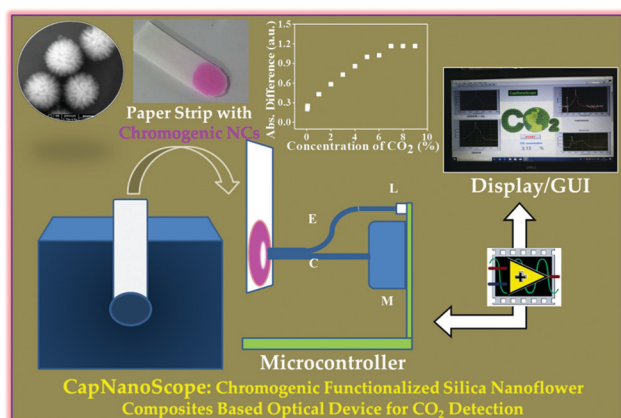 Paper Strip with
Chromogenic NCs
Abs. Difference (a.u.)
1.5
1.2
0.9
0.6
0.3
0.0
0 2 4 6 8 10
Concentration of CO₂ (%)
CO₂
Display/GUI
L
E
C
M
Microcontroller
CapNanoScope: Chromogenic Functionalized Silica Nanoflower
Composites Based Optical Device for CO₂ Detection